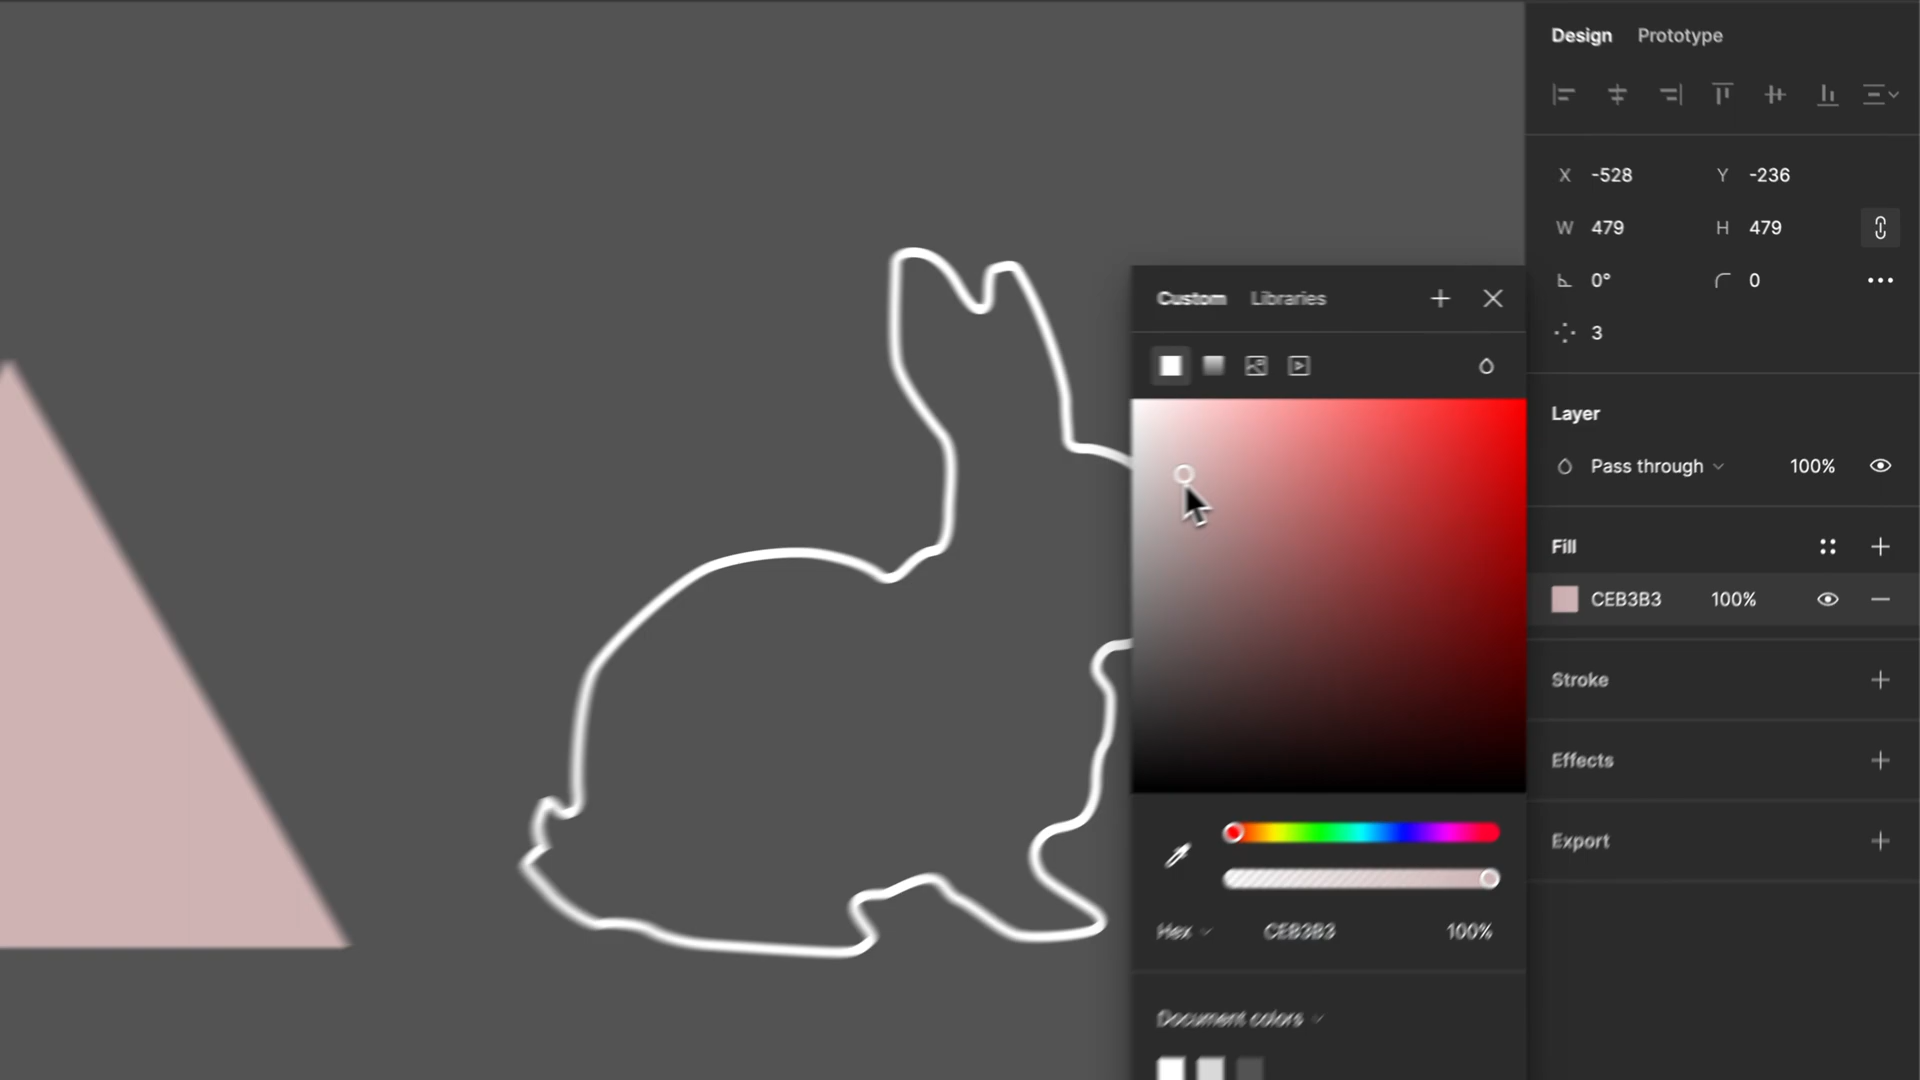 Design Prototype
X -528 Y -236
W 479 H 479
0° 0
3
Custom Libraries
Layer
Pass through 100%
Fill
CEB3B3 100%
Stroke
Effects
Export
Hex CEB3B3 100%
Document colors